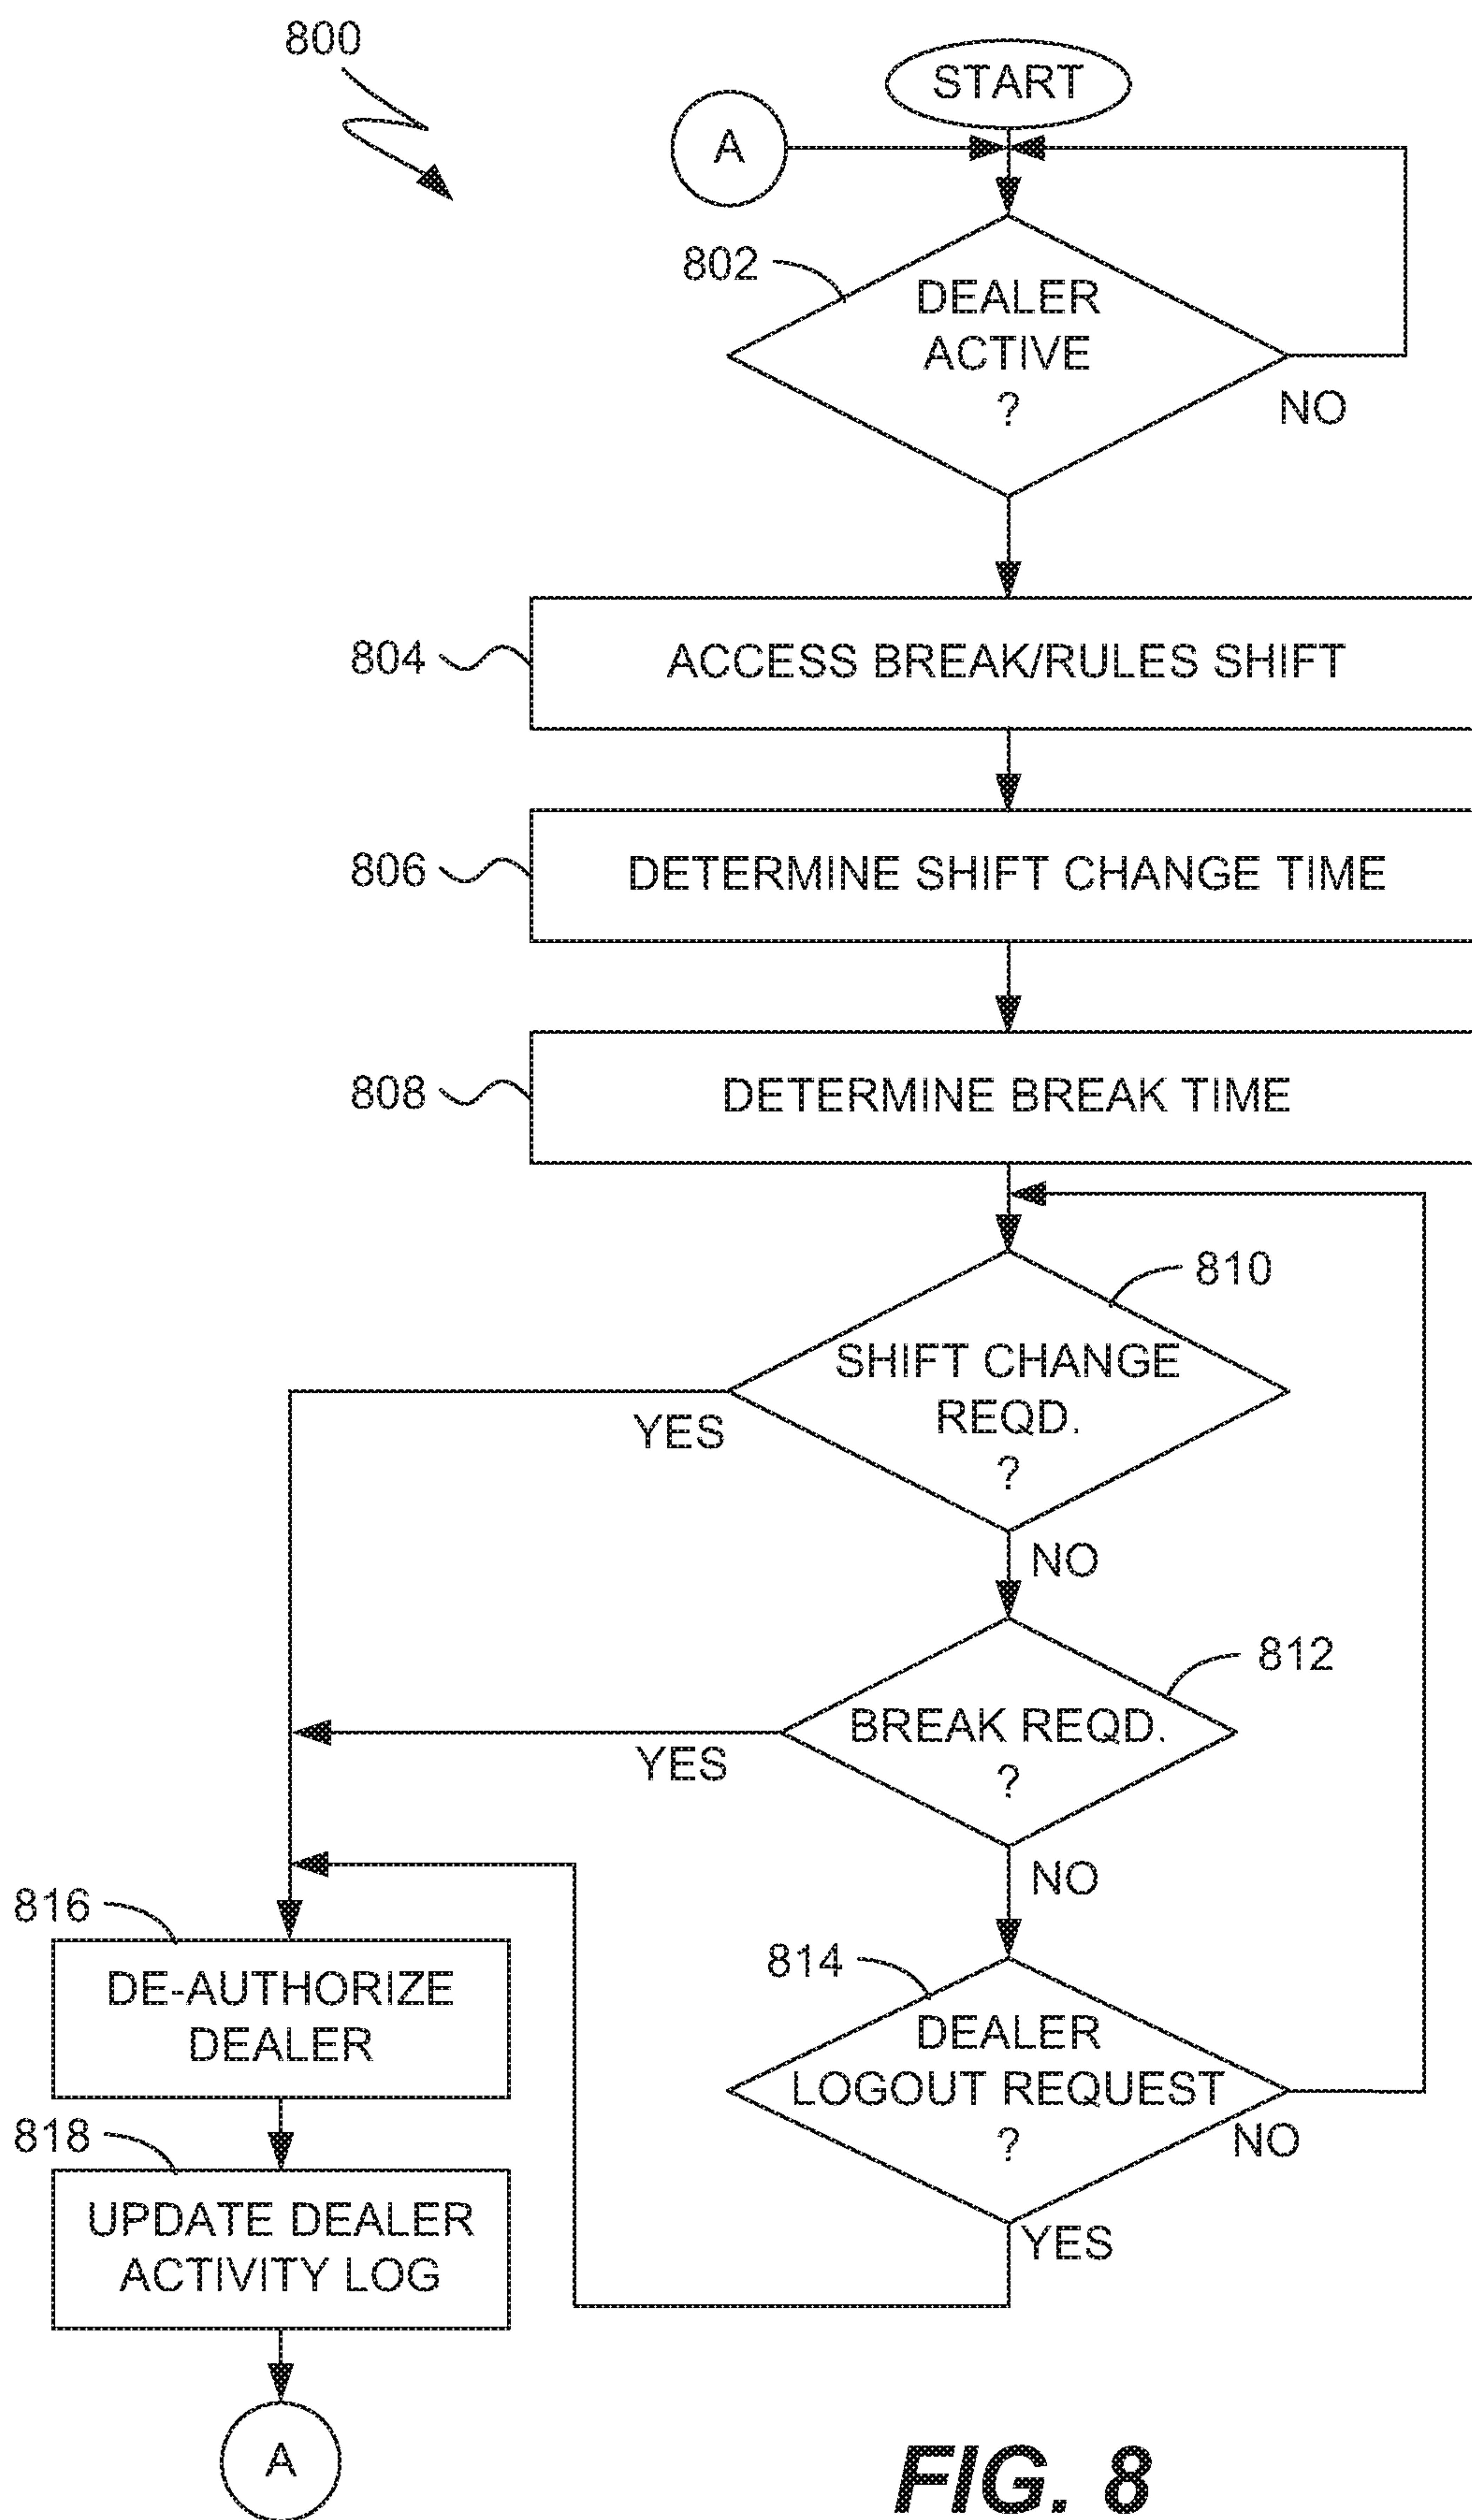 800
START
A
802
DEALER
ACTIVE
?
NO
804
ACCESS BREAK/RULES SHIFT
806
DETERMINE SHIFT CHANGE TIME
808
DETERMINE BREAK TIME
810
SHIFT CHANGE
REQD.
?
YES
NO
812
BREAK REQD.
?
YES
NO
816
DE-AUTHORIZE
DEALER
814
DEALER
LOGOUT REQUEST
?
NO
YES
818
UPDATE DEALER
ACTIVITY LOG
A
FIG. 8